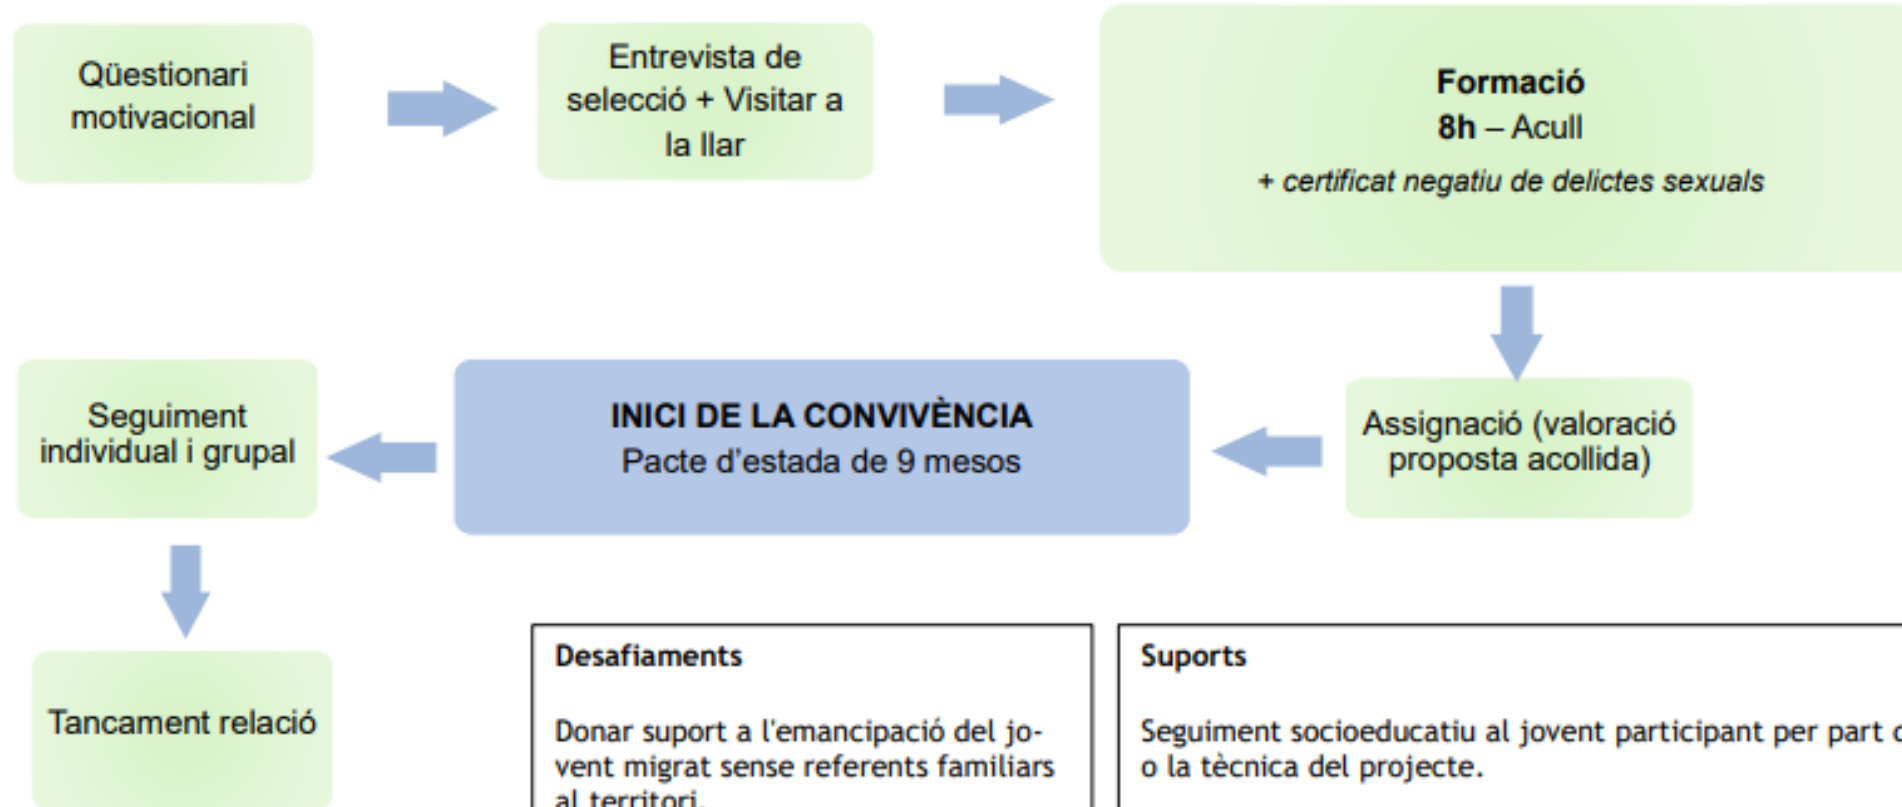 Qüestionari
motivacional
Entrevista de
selecció + Visitar a
la llar
Formació
8h – Acull
+ certificat negatiu de delictes sexuals
Assignació (valoració
proposta acollida)
INICI DE LA CONVIVÈNCIA
Pacte d'estada de 9 mesos
Seguiment
individual i grupal
Tancament relació
Desafiaments
Donar suport a l'emancipació del jo-
vent migrat sense referents familiars
al territori.
Suports
Seguiment socioeducatiu al jovent participant per part
o la tècnica del projecte.